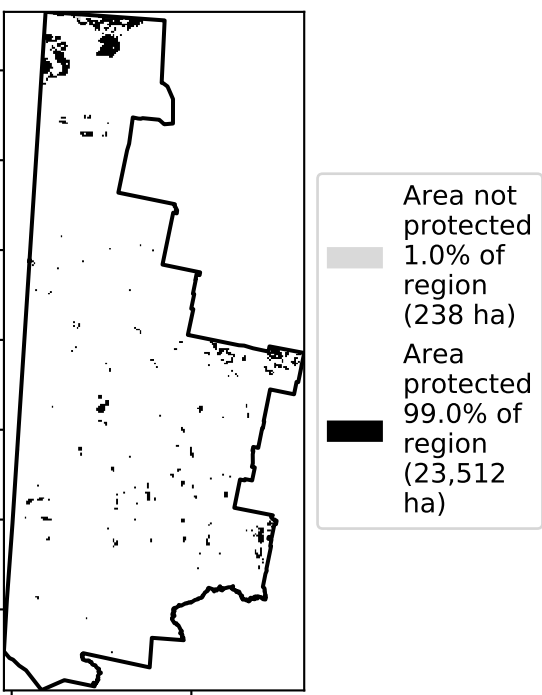 Area not
protected
1.0% of
region
(238 ha)
Area
protected
99.0% of
region
(23,512
ha)